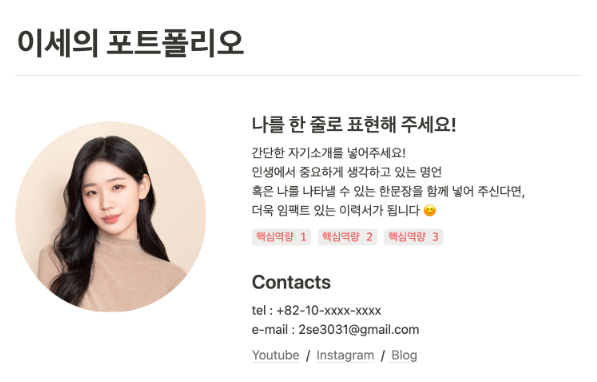 이세의 포트폴리오
나를 한 줄로 표현해 주세요!
간단한 자기소개를 넣어주세요!
인생에서 중요하게 생각하고 있는 명언
혹은 나를 나타낼 수 있는 한문장을 함께 넣어 주신다면,
더욱 임팩트 있는 이력서가 됩니다 😊
핵심역량 1 핵심역량 2 핵심역량 3
Contacts
tel : +82-10-xxxx-xxxx
e-mail : 2se3031@gmail.com
Youtube / Instagram / Blog